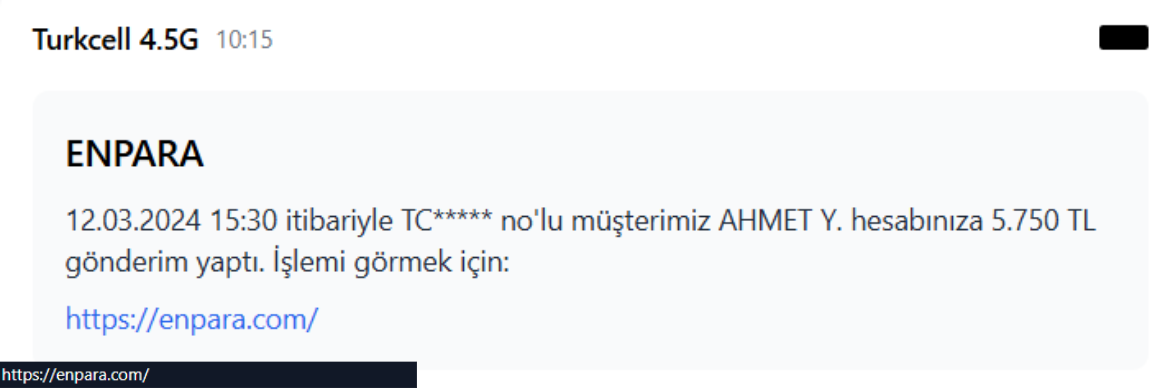 Turkcell 4.5G 10:15
ENPARA
12.03.2024 15:30 itibariyle TC***** no'lu müşterimiz AHMET Y. hesabınıza 5.750 TL
gönderim yaptı. İşlemi görmek için:
https://enpara.com/
https://enpara.com/